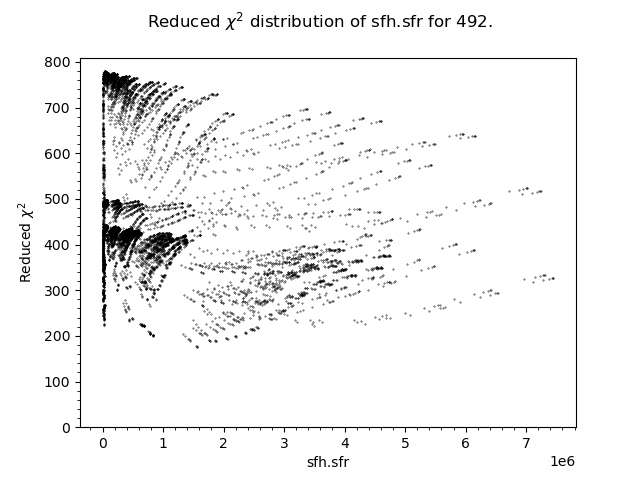 Reduced χ² distribution of sfh.sfr for 492.
800
700
600
500
400
300
200
100
0
Reduced χ²
0 1 2 3 4 5 6 7
sfh.sfr
1e6